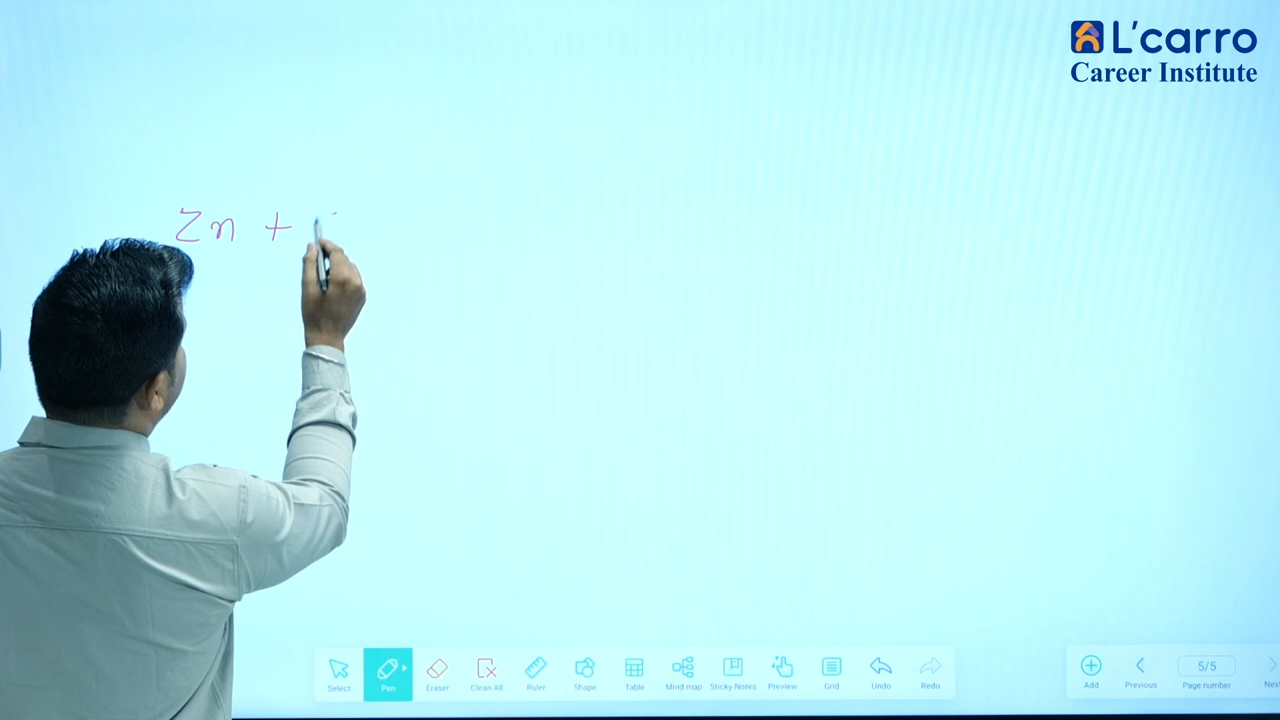 L'carro
Career Institute
Zn +
Select
Pen
Eraser
Clean All
Ruler
Shape
Table
Mind map
Sticky Notes
Preview
Grid
Undo
Redo
Add
Previous
5/5
Page number